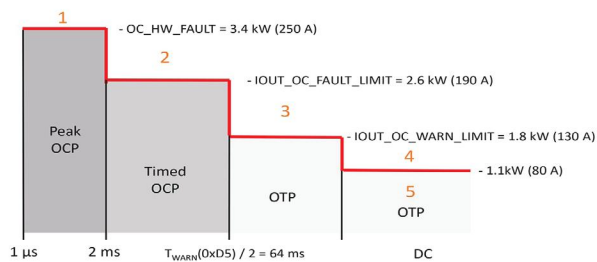 1
- OC_HW_FAULT = 3.4 kW (250 A)
2
- IOUT_OC_FAULT_LIMIT = 2.6 kW (190 A)
3
Peak
OCP
- IOUT_OC_WARN_LIMIT = 1.8 kW (130 A)
4
Timed
OCP
- 1.1kW (80 A)
5
OTP
OTP
1 µs
2 ms
TWARN(0xD5) / 2 = 64 ms
DC